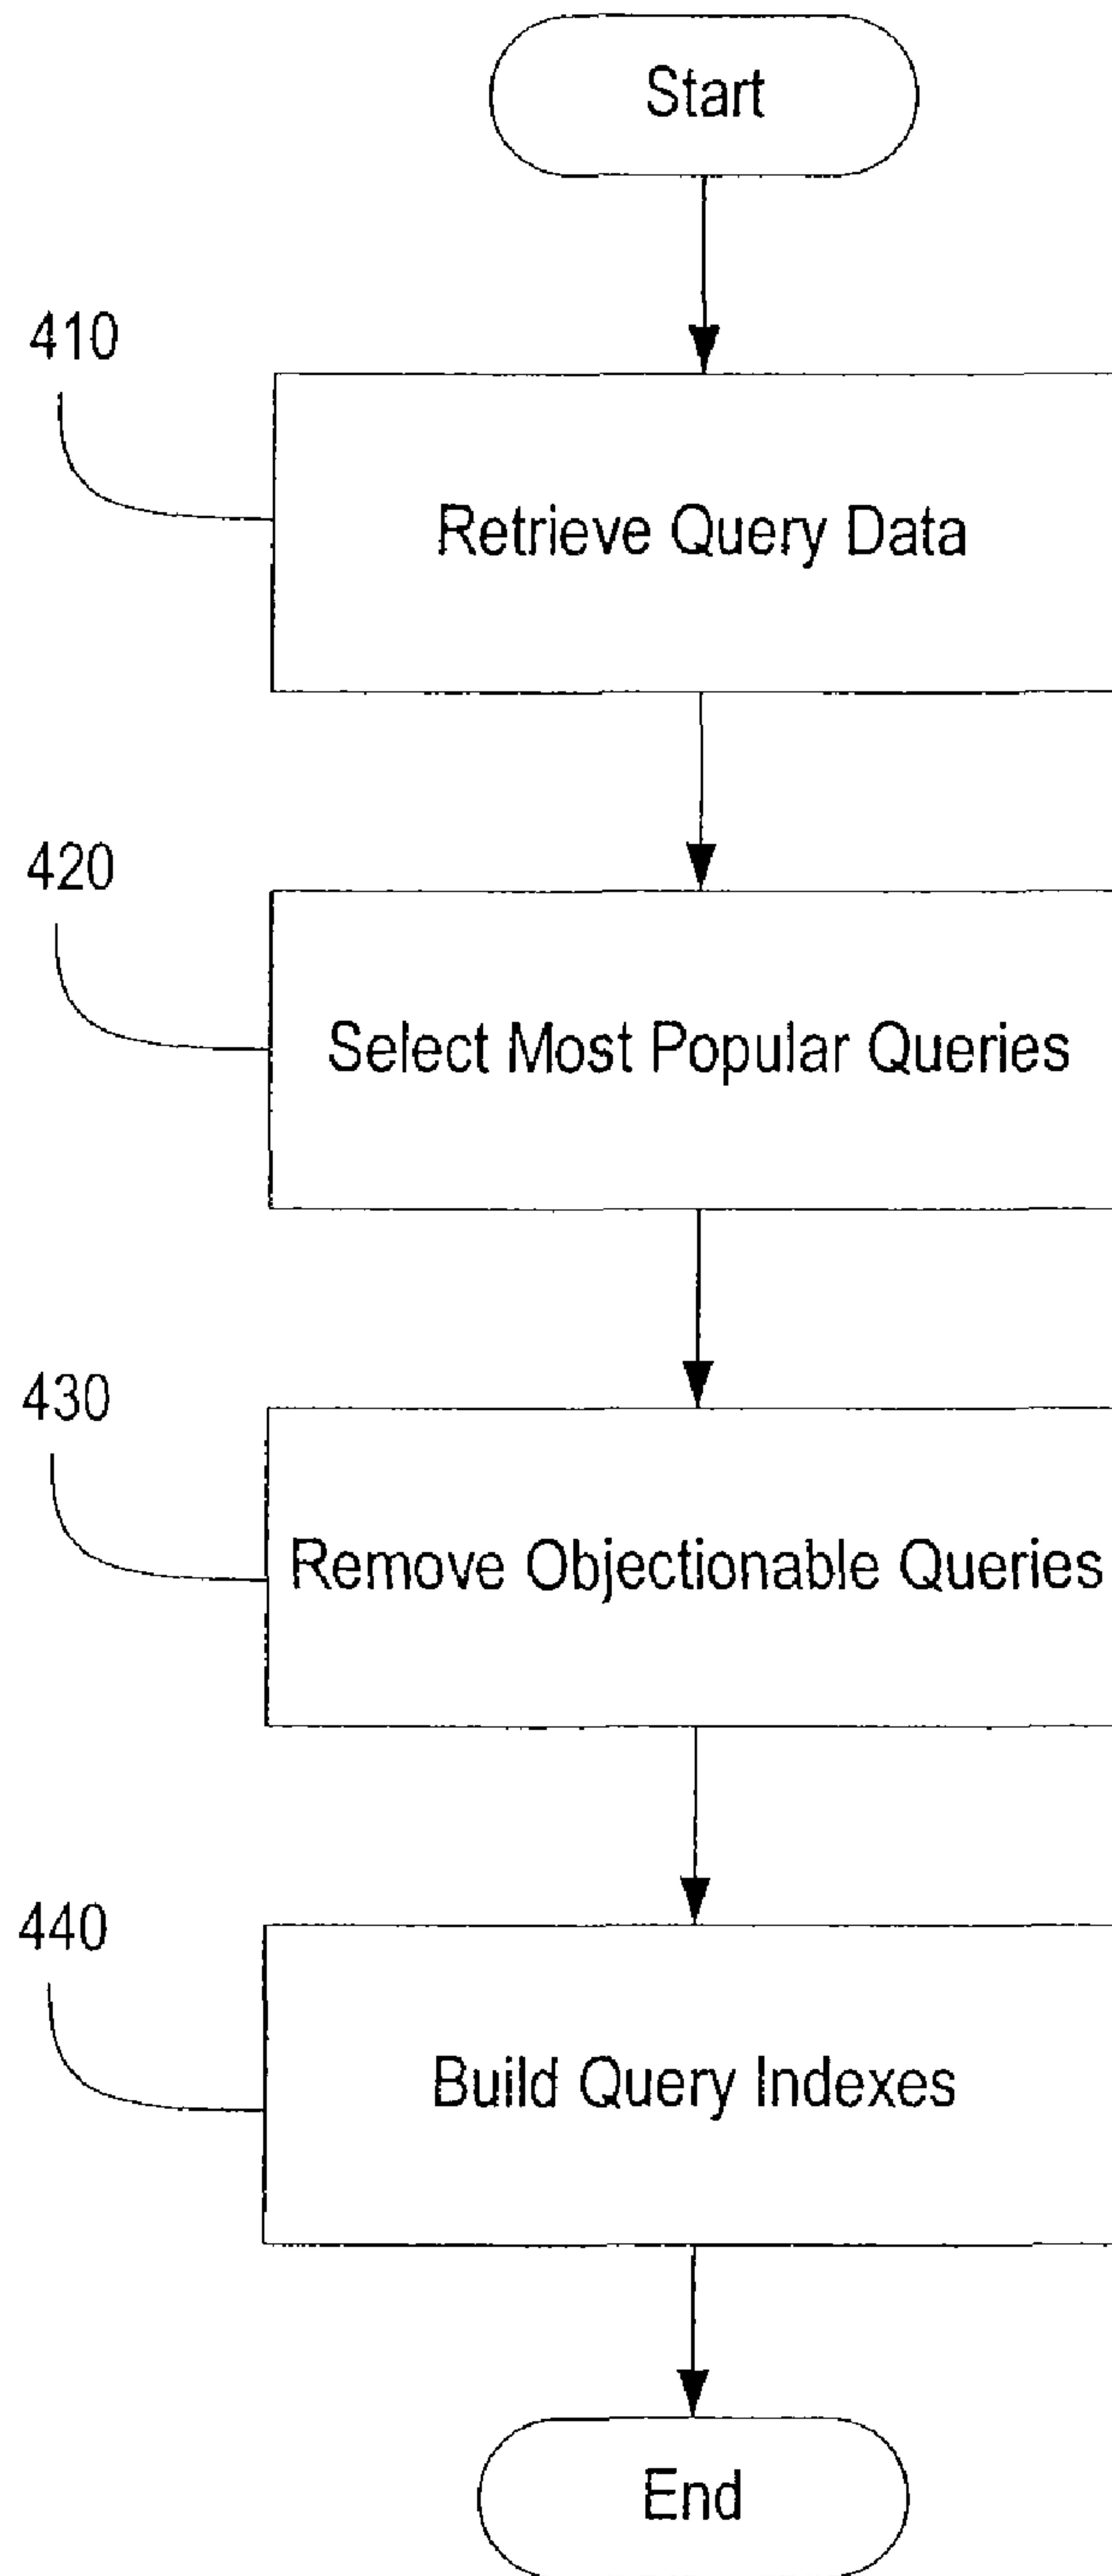 Start
410
Retrieve Query Data
420
Select Most Popular Queries
430
Remove Objectionable Queries
440
Build Query Indexes
End